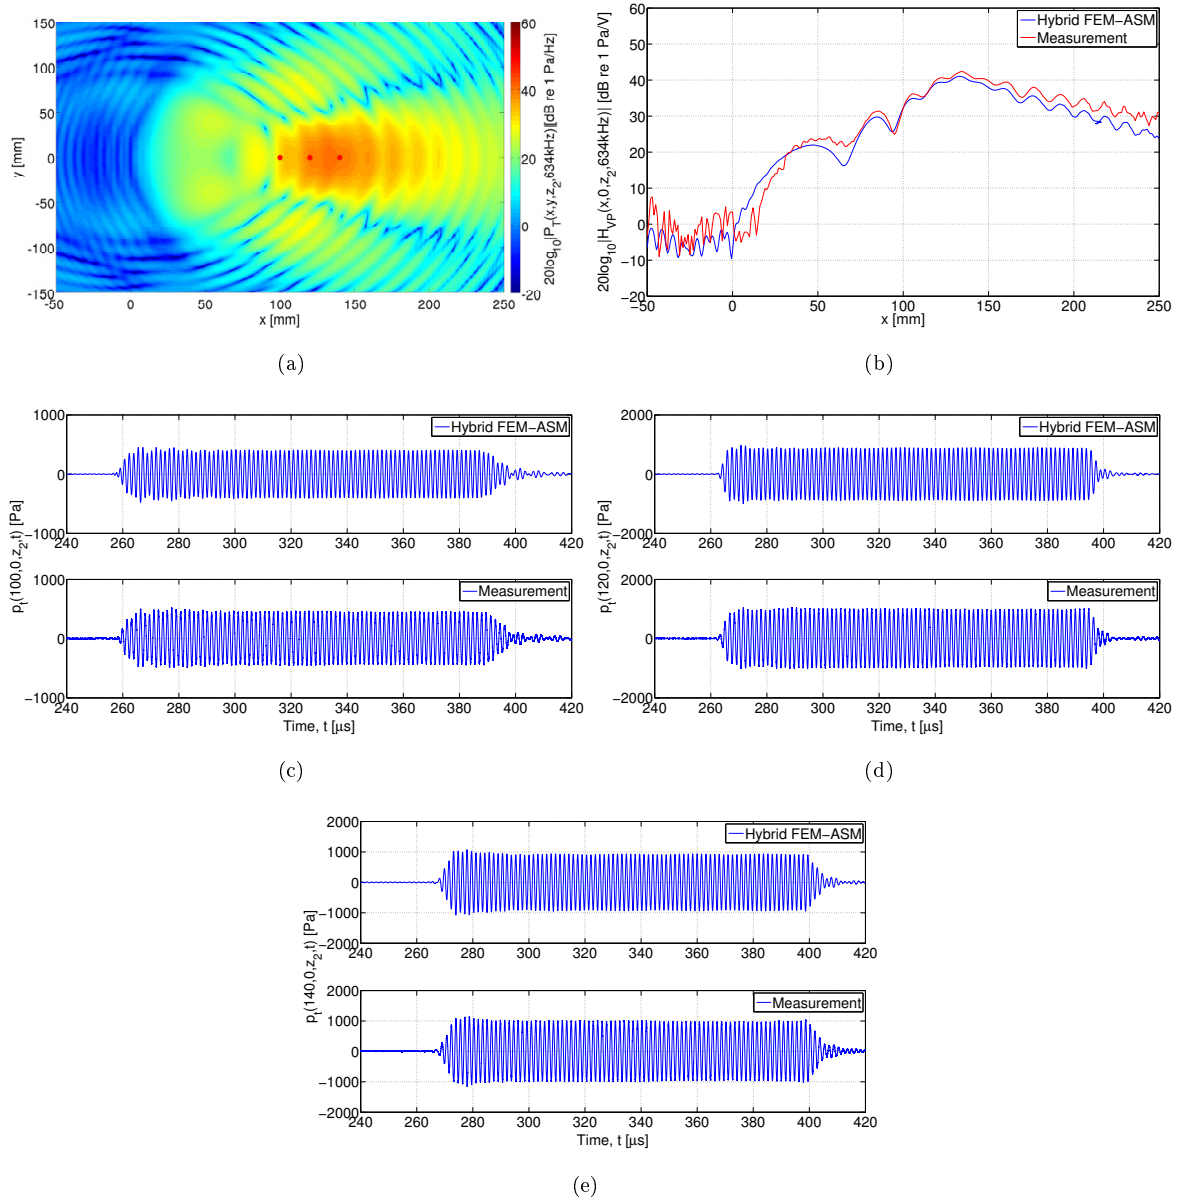 150
100
50
0
-50
-100
-150
-50
0
50
100
150
200
250
x [mm]
y [mm]
60
40
20
0
-20
20log10|PT(x,y,z2,634kHz)|[dB re 1 Pa/Hz]
(a)
60
50
40
30
20
10
0
−10
−20
−50
0
50
100
150
200
250
x [mm]
20log10|HVP(x,0,z2,634kHz)| [dB re 1 Pa/V]
Hybrid FEM−ASM
Measurement
(b)
1000
0
−1000
240 260 280 300 320 340 360 380 400 420
Hybrid FEM−ASM
pt(100,0,z2,t) [Pa]
1000
0
−1000
240 260 280 300 320 340 360 380 400 420
Measurement
Time, t [μs]
(c)
2000
0
−2000
240 260 280 300 320 340 360 380 400 420
Hybrid FEM−ASM
pt(120,0,z2,t) [Pa]
2000
0
−2000
240 260 280 300 320 340 360 380 400 420
Measurement
Time, t [μs]
(d)
2000
1000
0
−1000
−2000
240 260 280 300 320 340 360 380 400 420
Hybrid FEM−ASM
pt(140,0,z2,t) [Pa]
2000
1000
0
−1000
−2000
240 260 280 300 320 340 360 380 400 420
Measurement
Time, t [μs]
(e)